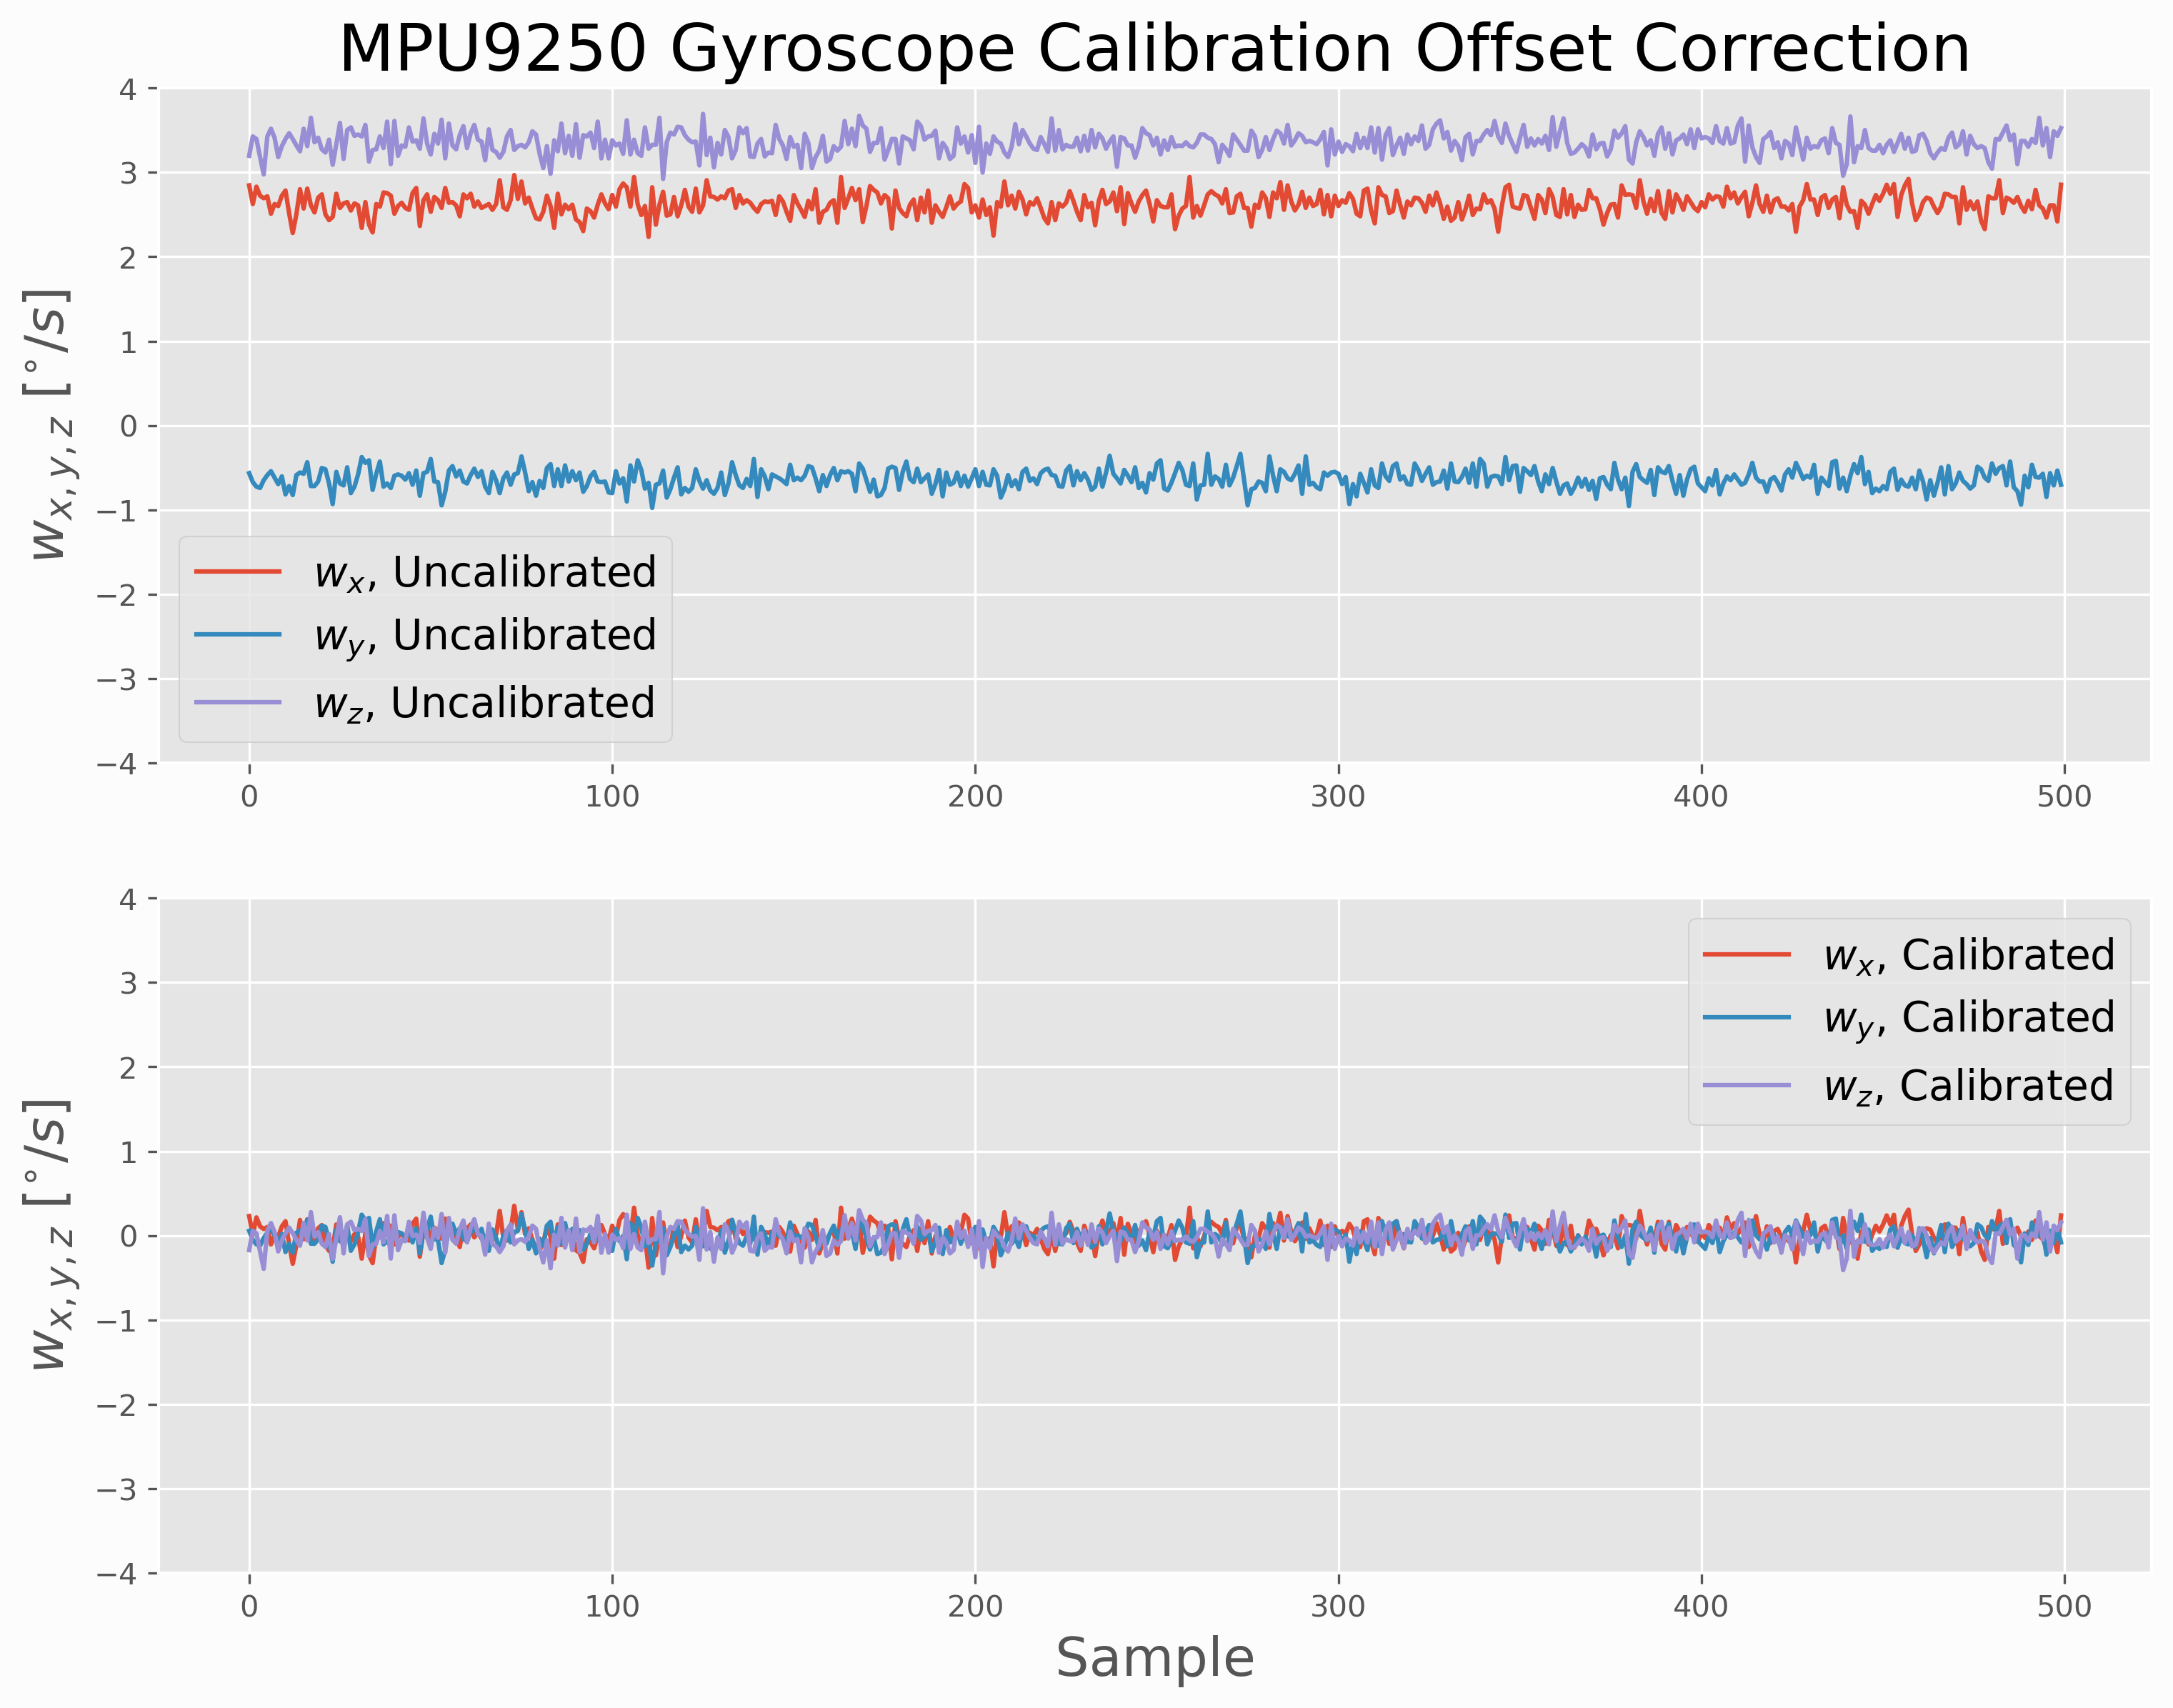 MPU9250 Gyroscope Calibration Offset Correction
4
3
2
1
0
−1
−2
−3
−4
w_{x,y,z} [°/s]
w_x, Uncalibrated
w_y, Uncalibrated
w_z, Uncalibrated
0 100 200 300 400 500
4
3
2
1
0
−1
−2
−3
−4
w_{x,y,z} [°/s]
w_x, Calibrated
w_y, Calibrated
w_z, Calibrated
0 100 200 300 400 500
Sample